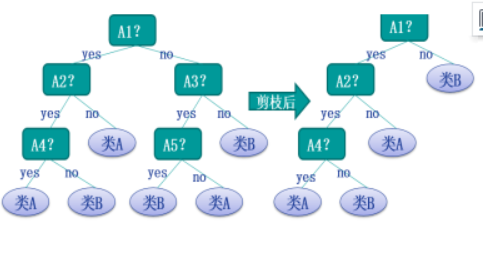 A1?
yes no
A2? A3?
yes no yes no
A4? 类A A5? 类B
yes no yes no
类A 类B 类B 类A
剪枝后
A1?
yes no
A2? 类B
yes no
A4? 类A
yes no
类A 类B